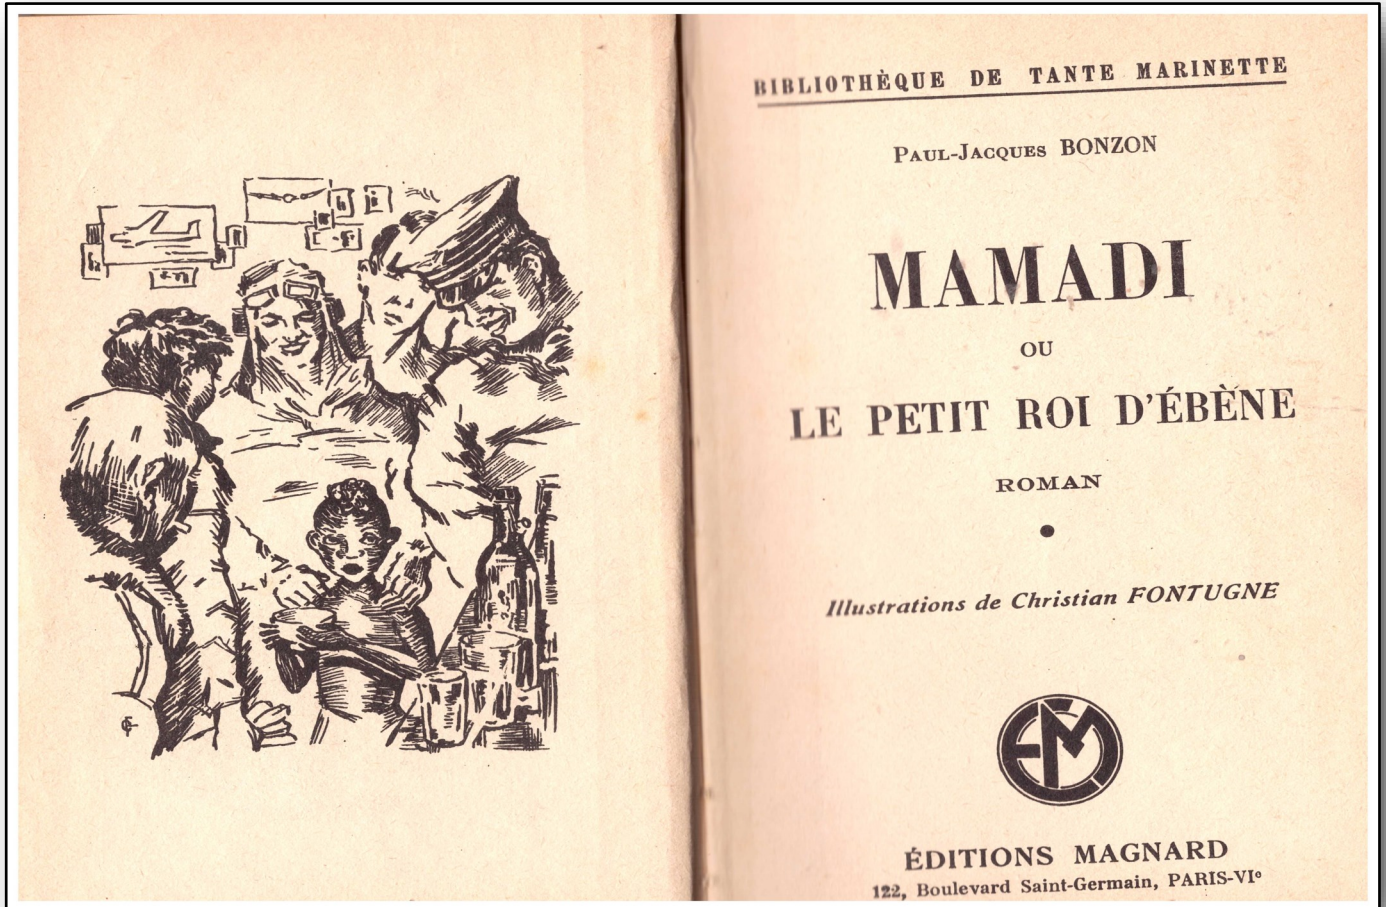 BIBLIOTHÈQUE DE TANTE MARINETTE
PAUL-JACQUES BONZON
MAMADI
OU
LE PETIT ROI D'ÉBÈNE
ROMAN
Illustrations de Christian FONTUGNE
EM
ÉDITIONS MAGNARD
122, Boulevard Saint-Germain, PARIS-VIe